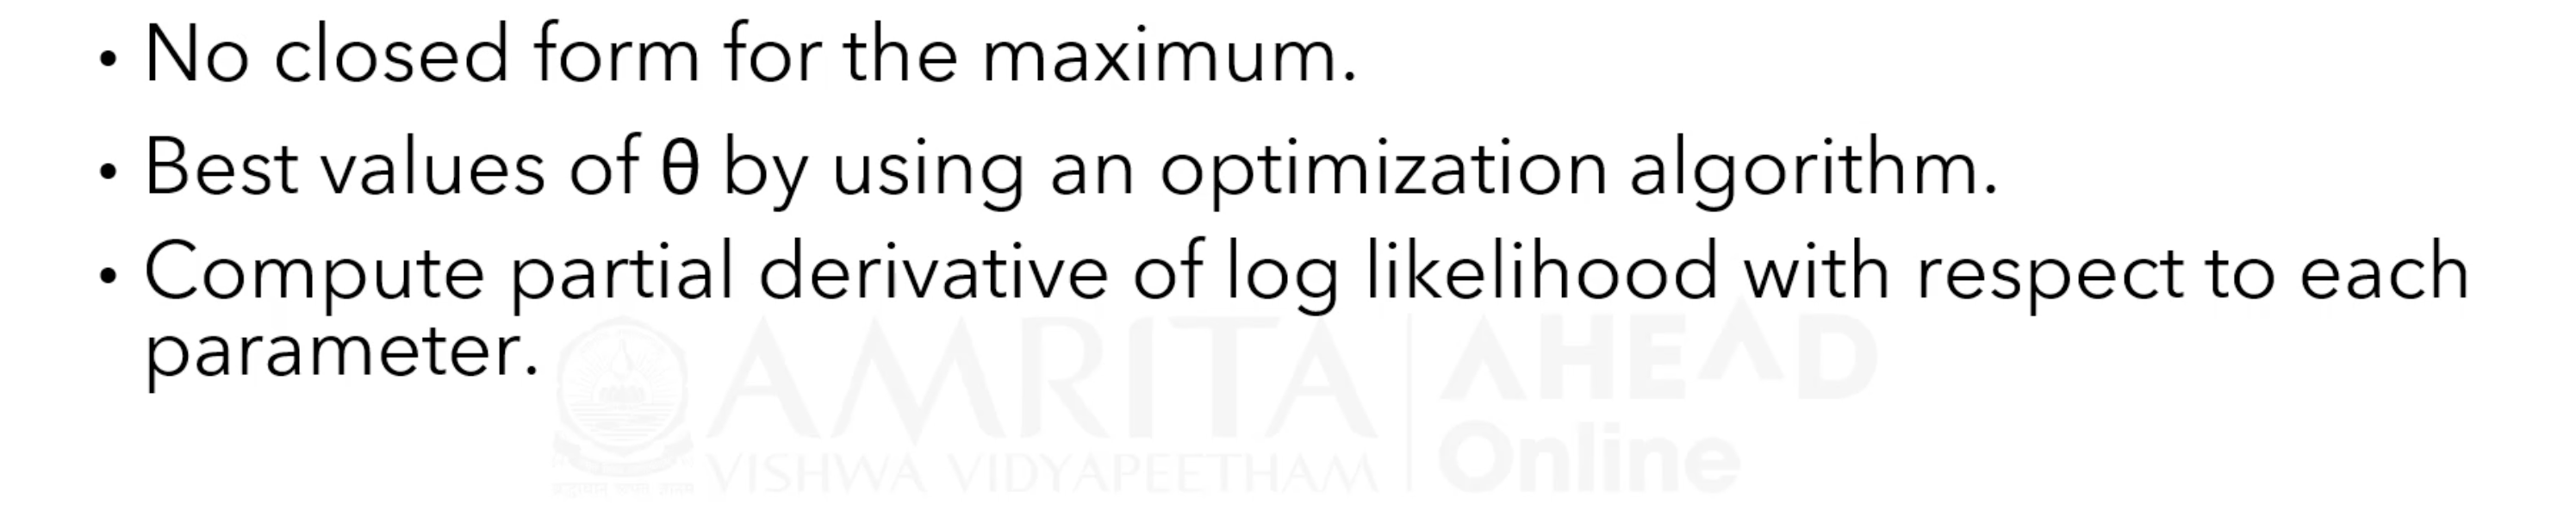 • No closed form for the maximum.
• Best values of θ by using an optimization algorithm.
• Compute partial derivative of log likelihood with respect to each
parameter.
AMRITA
VISHWA VIDYAPEETHAM
AHEAD
Online